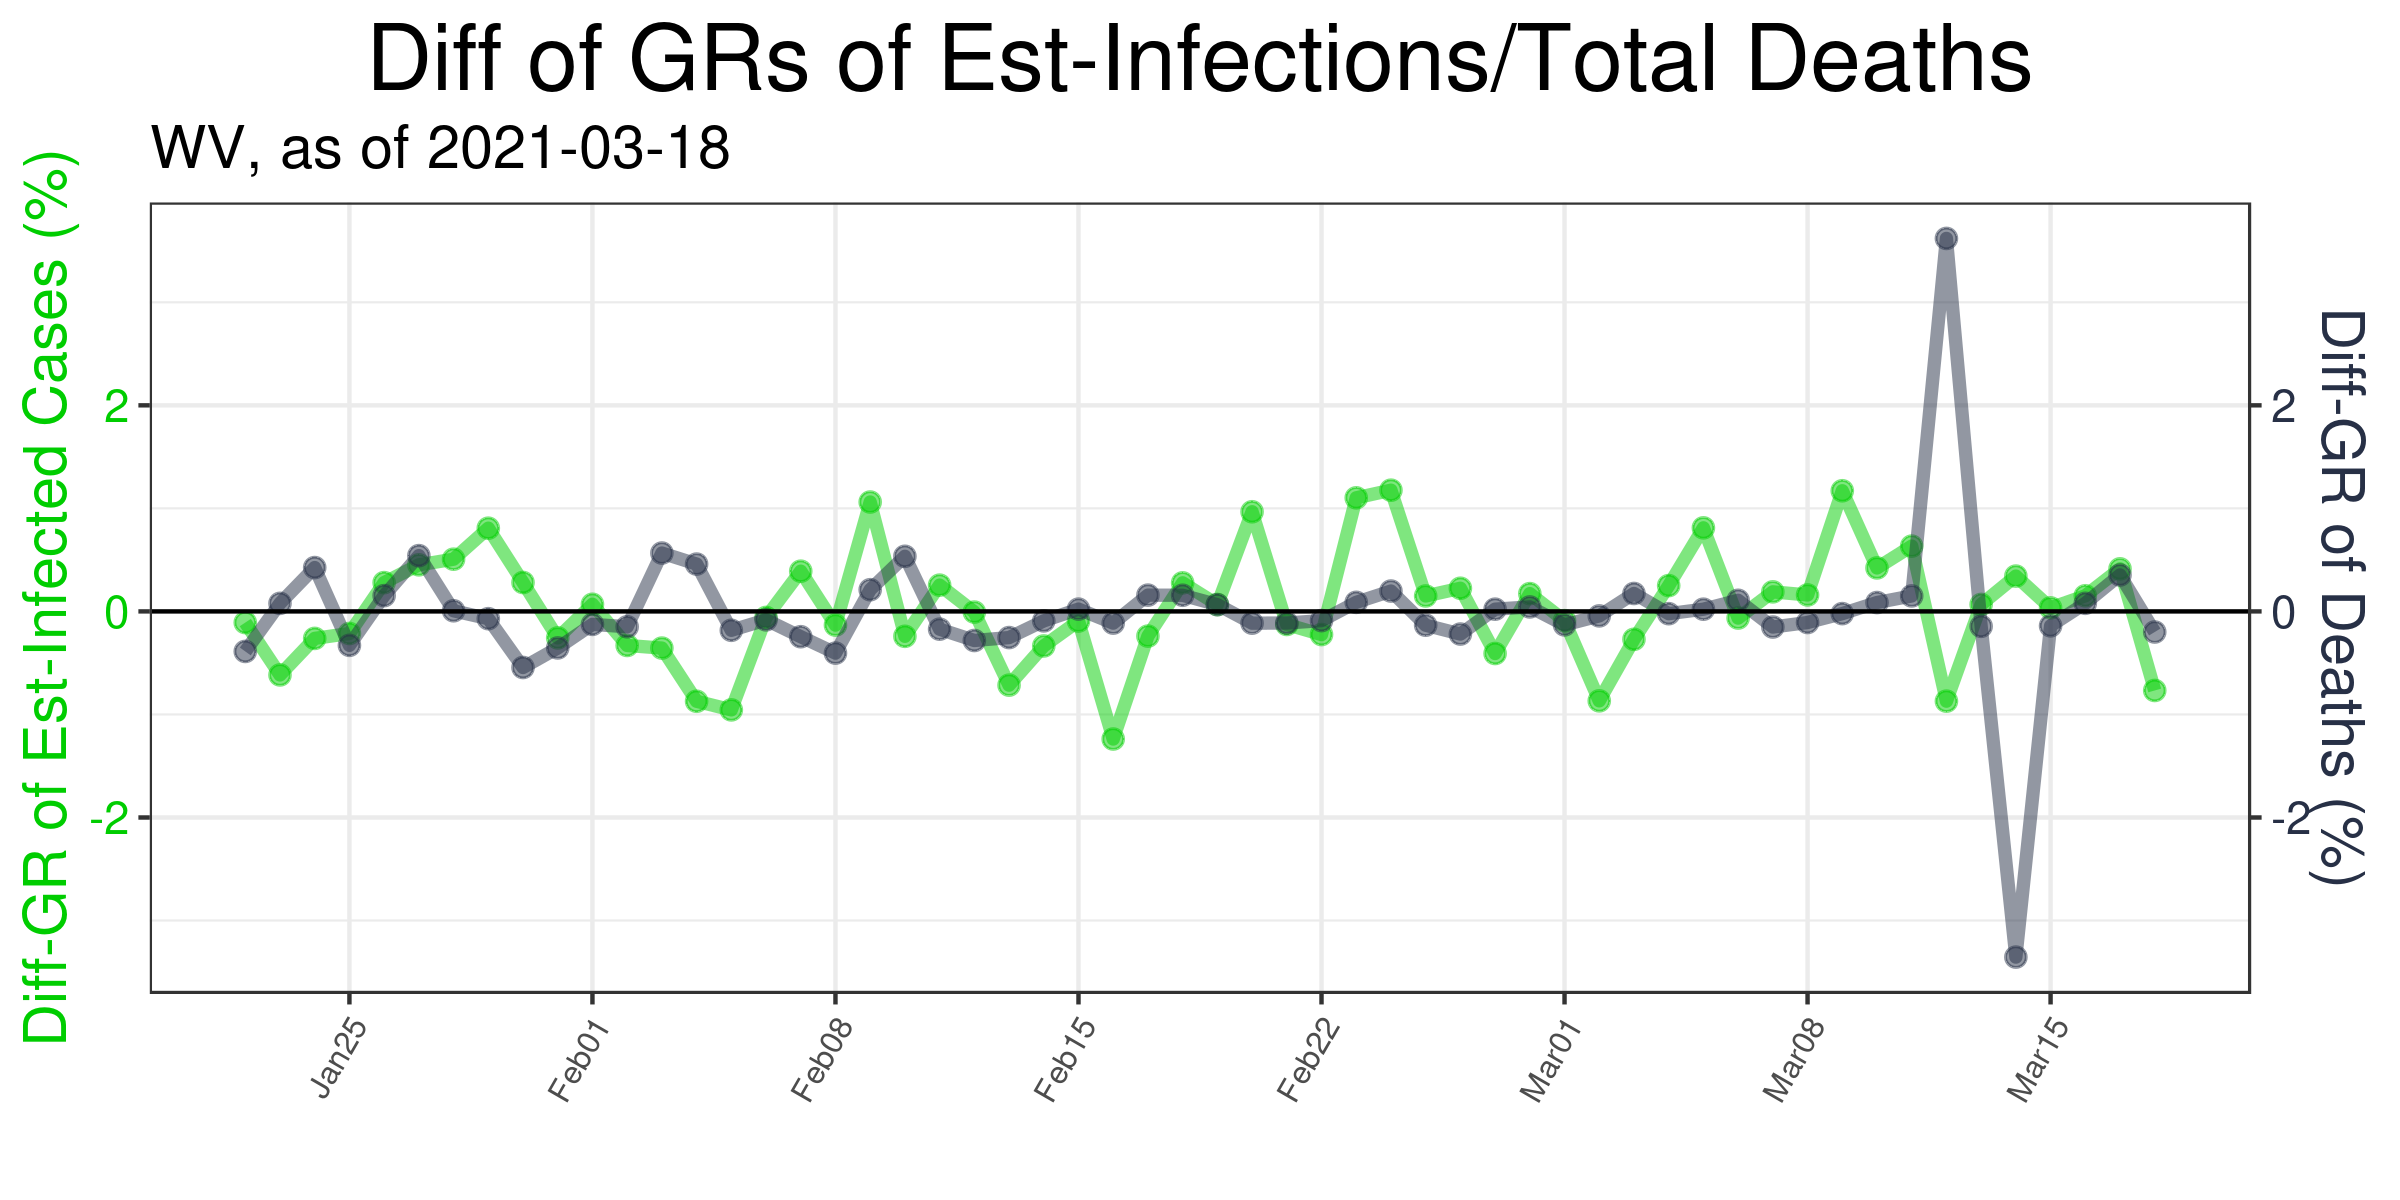 Diff of GRs of Est-Infections/Total Deaths
WV, as of 2021-03-18
Diff-GR of Est-Infected Cases (%)
2
0
-2
2
0
-2
Diff-GR of Deaths (%)
Jan25
Feb01
Feb08
Feb15
Feb22
Mar01
Mar08
Mar15